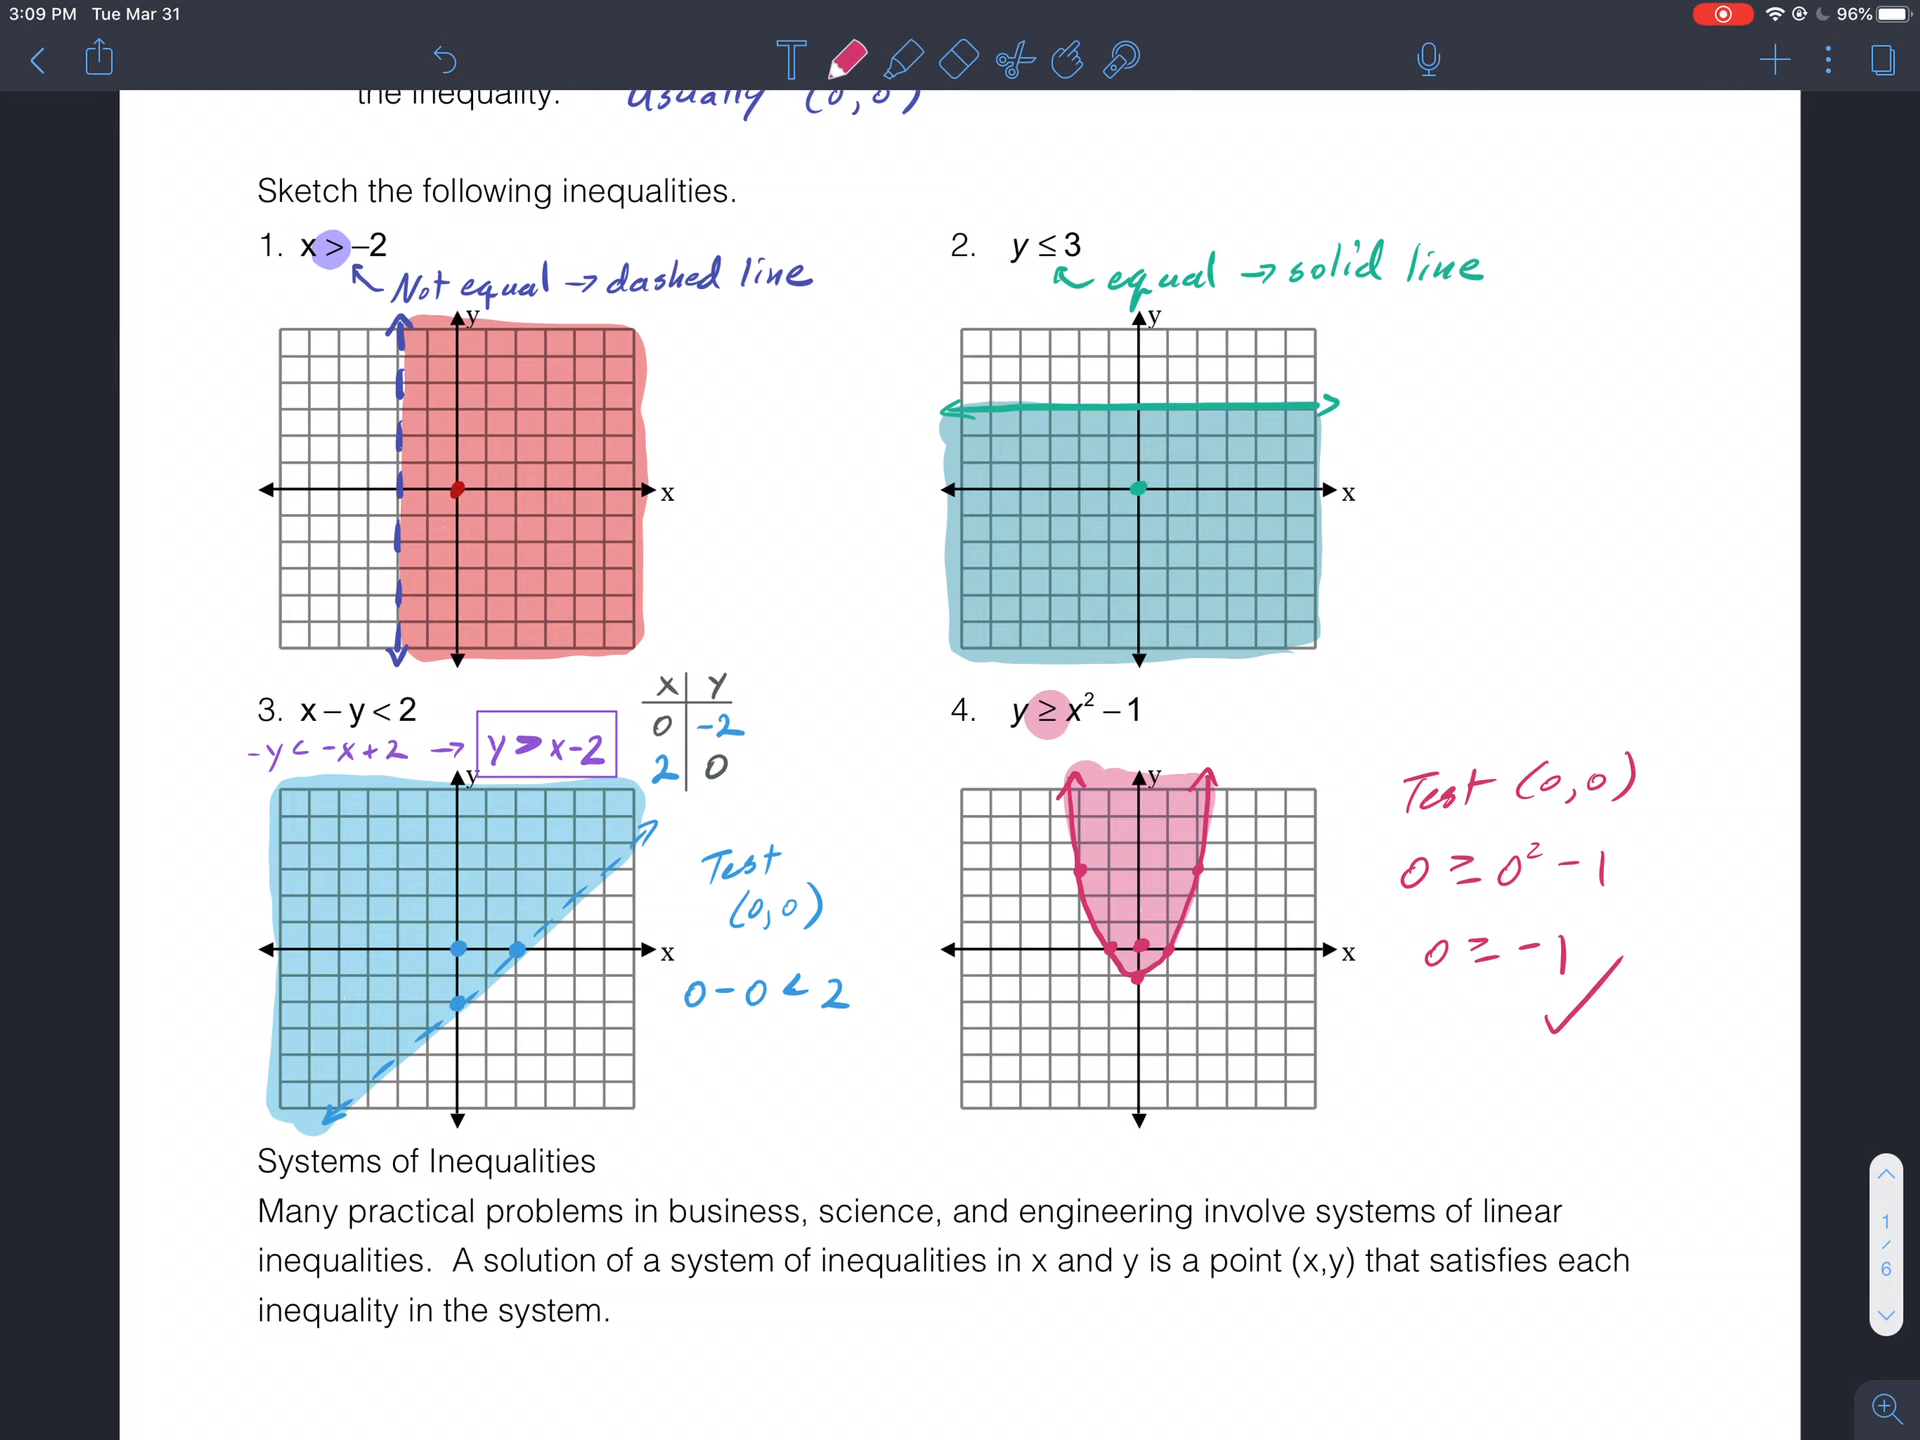 3:09 PM Tue Mar 31 96%
the inequality. usually (0,0)
Sketch the following inequalities.
1. x > –2
Not equal → dashed line
y
x
2. y ≤ 3
equal → solid line
y
x
3. x – y < 2
-y < -x + 2 → y > x - 2
x | y
0 | -2
2 | 0
y
x
Test
(0,0)
0 - 0 < 2
4. y ≥ x² – 1
y
x
Test (0,0)
0 ≥ 0² - 1
0 ≥ -1 ✓
Systems of Inequalities
Many practical problems in business, science, and engineering involve systems of linear
inequalities. A solution of a system of inequalities in x and y is a point (x,y) that satisfies each
inequality in the system.
1
/
6